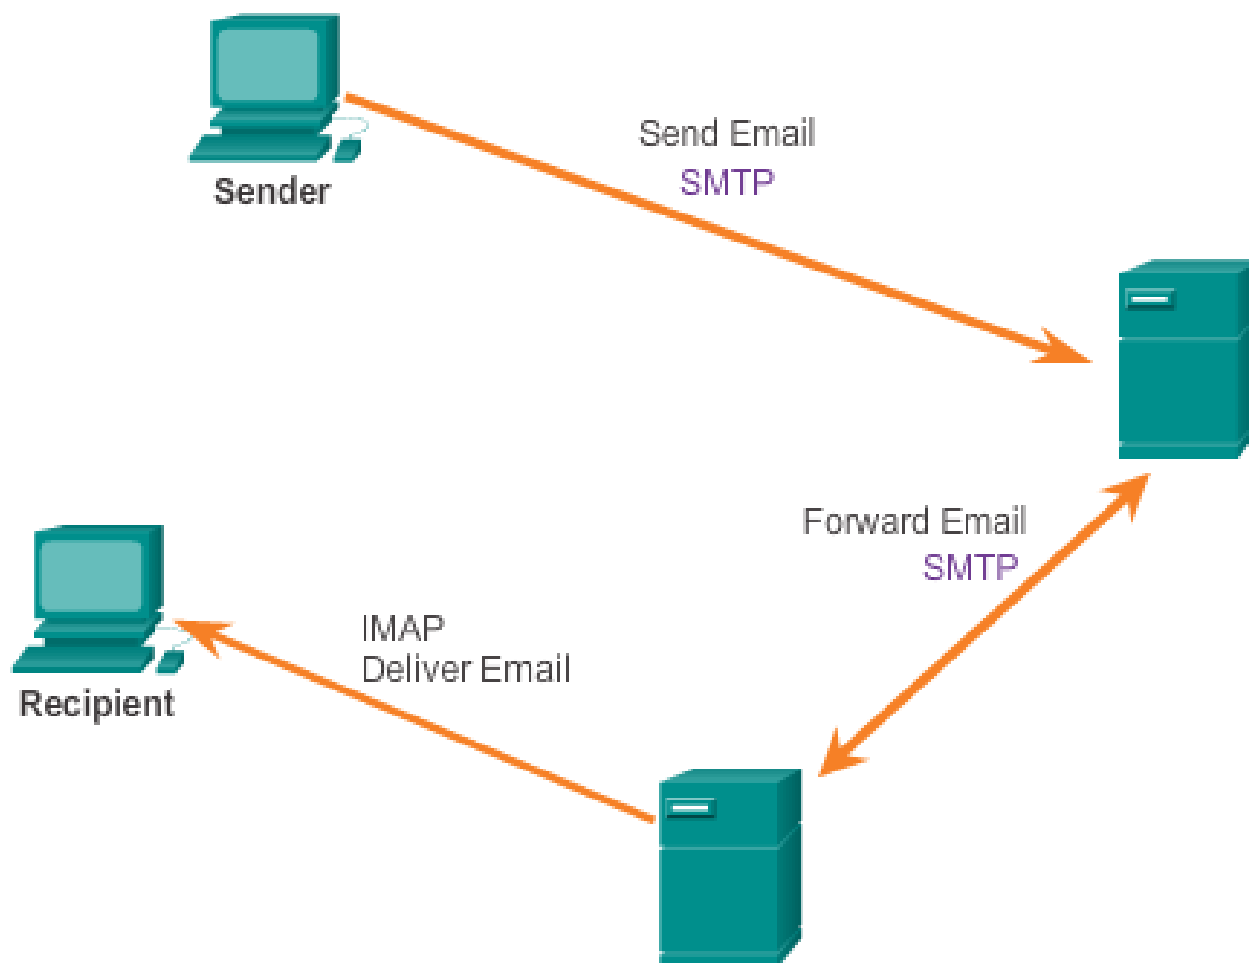 Send Email
SMTP
Sender
Forward Email
SMTP
IMAP
Deliver Email
Recipient